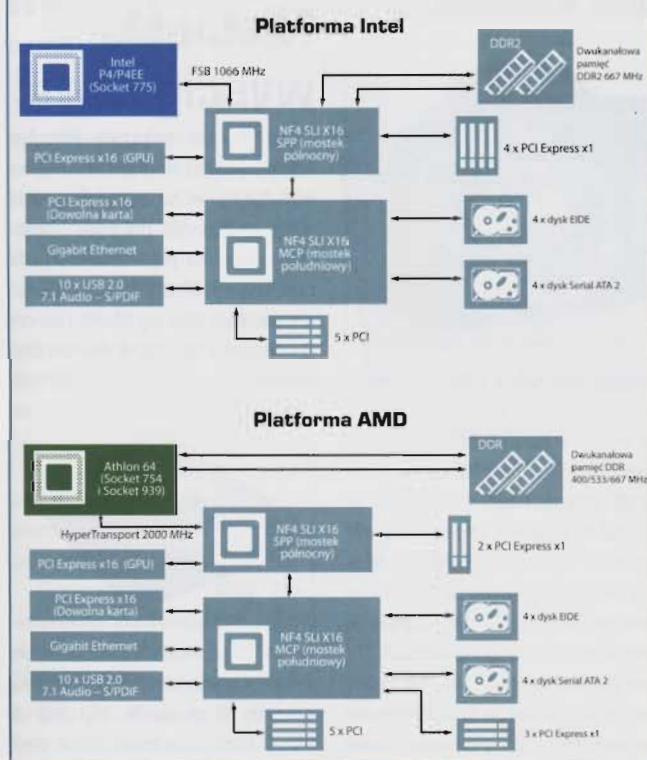 Platforma Intel
Intel
P4/P4EE
(Socket 775)
FSB 1066 MHz
DDR2
Dwukanałowa
pamięć
DDR2 667 MHz
NF4 SLI X16
SPP (mostek
północny)
PCI Express x16 (GPU)
4 x PCI Express x1
PCI Express x16
(Dowolna karta)
Gigabit Ethernet
10 x USB 2.0
7.1 Audio – S/PDIF
NF4 SLI X16
MCP (mostek
południowy)
4 x dysk EIDE
4 x dysk Serial ATA 2
5 x PCI
Platforma AMD
Athlon 64
(Socket 754
i Socket 939)
HyperTransport 2000 MHz
DDR
Dwukanałowa
pamięć DDR
400/533/667 MHz
NF4 SLI X16
SPP (mostek
północny)
PCI Express x16 (GPU)
2 x PCI Express x1
PCI Express x16
(Dowolna karta)
Gigabit Ethernet
10 x USB 2.0
7.1 Audio – S/PDIF
NF4 SLI X16
MCP (mostek
południowy)
4 x dysk EIDE
4 x dysk Serial ATA 2
5 x PCI
3 x PCI Express x1